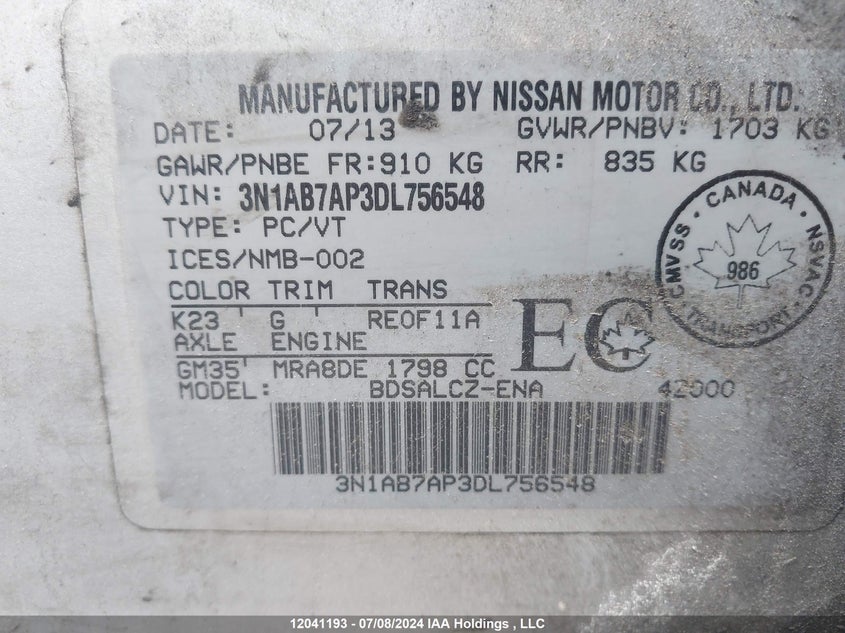 MANUFACTURED BY NISSAN MOTOR CO., LTD.
DATE: 07/13 GVWR/PNBV: 1703 KG
GAWR/PNBE FR:910 KG RR: 835 KG
VIN: 3N1AB7AP3DL756548
TYPE: PC/VT
ICES/NMB-002
COLOR TRIM TRANS
K23 ' G ' RE0F11A
AXLE ENGINE
GM35' MRA8DE 1798 CC
MODEL: BDSALCZ-ENA 42000
EC
CMVSS · CANADA · NSVAC · TRANSPORT ·
986
3N1AB7AP3DL756548
12041193 - 07/08/2024 IAA Holdings , LLC